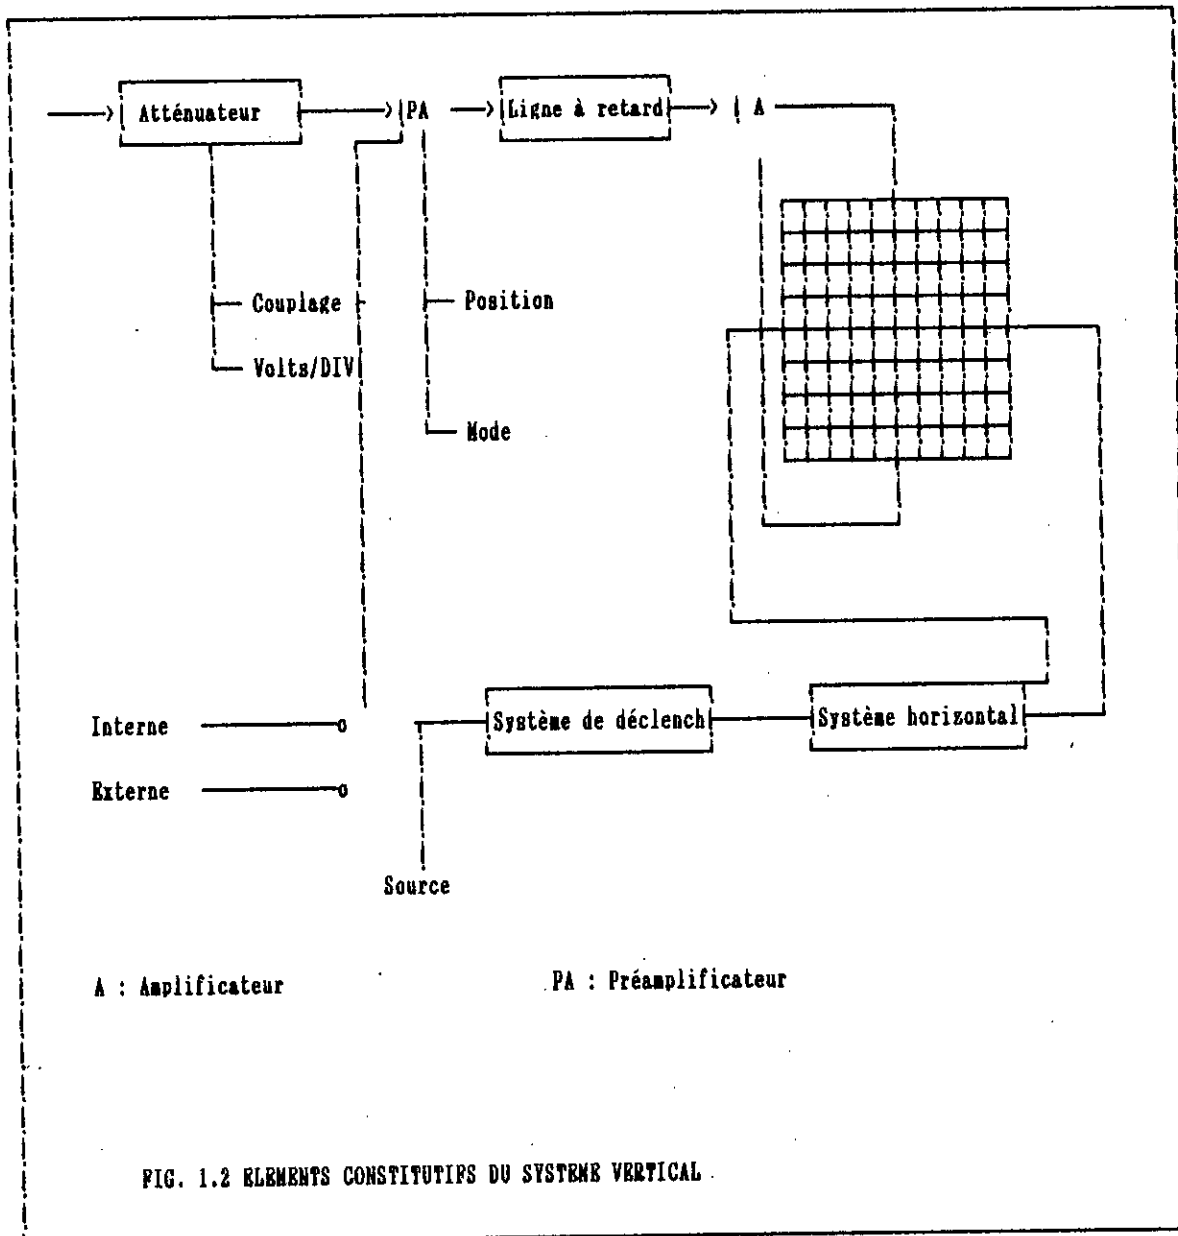 Atténuateur
PA
Ligne à retard
A
Couplage
Position
Volts/DIV
Mode
Interne
Système de déclench
Système horizontal
Externe
Source
A : Amplificateur
PA : Préamplificateur
FIG. 1.2 ELEMENTS CONSTITUTIFS DU SYSTEME VERTICAL